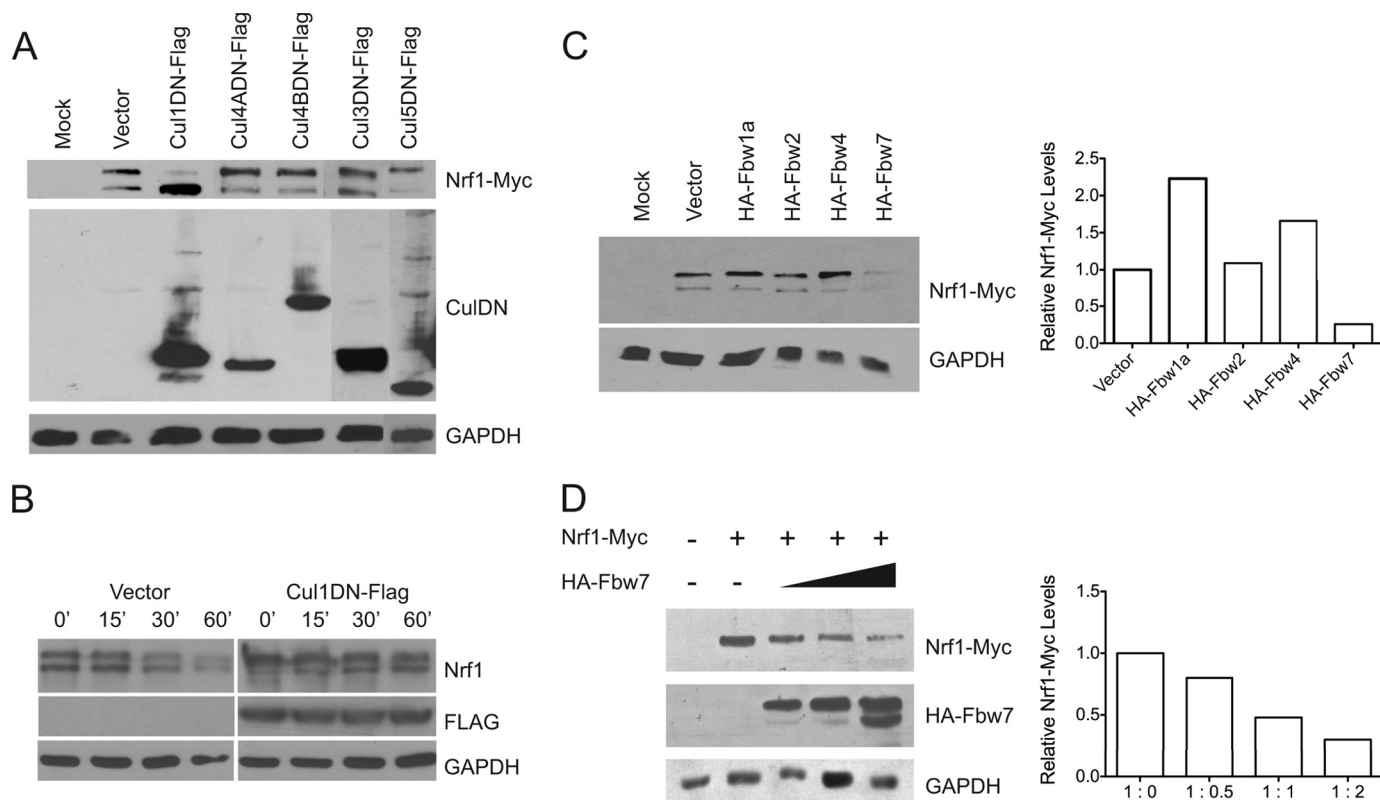 A
Mock
Vector
Cul1DN-Flag
Cul4ADN-Flag
Cul4BDN-Flag
Cul3DN-Flag
Cul5DN-Flag
Nrf1-Myc
CulDN
GAPDH
B
Vector
Cul1DN-Flag
0’ 15’ 30’ 60’ 0’ 15’ 30’ 60’
Nrf1
FLAG
GAPDH
C
Mock
Vector
HA-Fbw1a
HA-Fbw2
HA-Fbw4
HA-Fbw7
Nrf1-Myc
GAPDH
Relative Nrf1-Myc Levels
2.5
2.0
1.5
1.0
0.5
0.0
Vector
HA-Fbw1a
HA-Fbw2
HA-Fbw4
HA-Fbw7
D
Nrf1-Myc - + + + +
HA-Fbw7 - -
Nrf1-Myc
HA-Fbw7
GAPDH
Relative Nrf1-Myc Levels
1.5
1.0
0.5
0.0
1 : 0 1 : 0.5 1 : 1 1 : 2